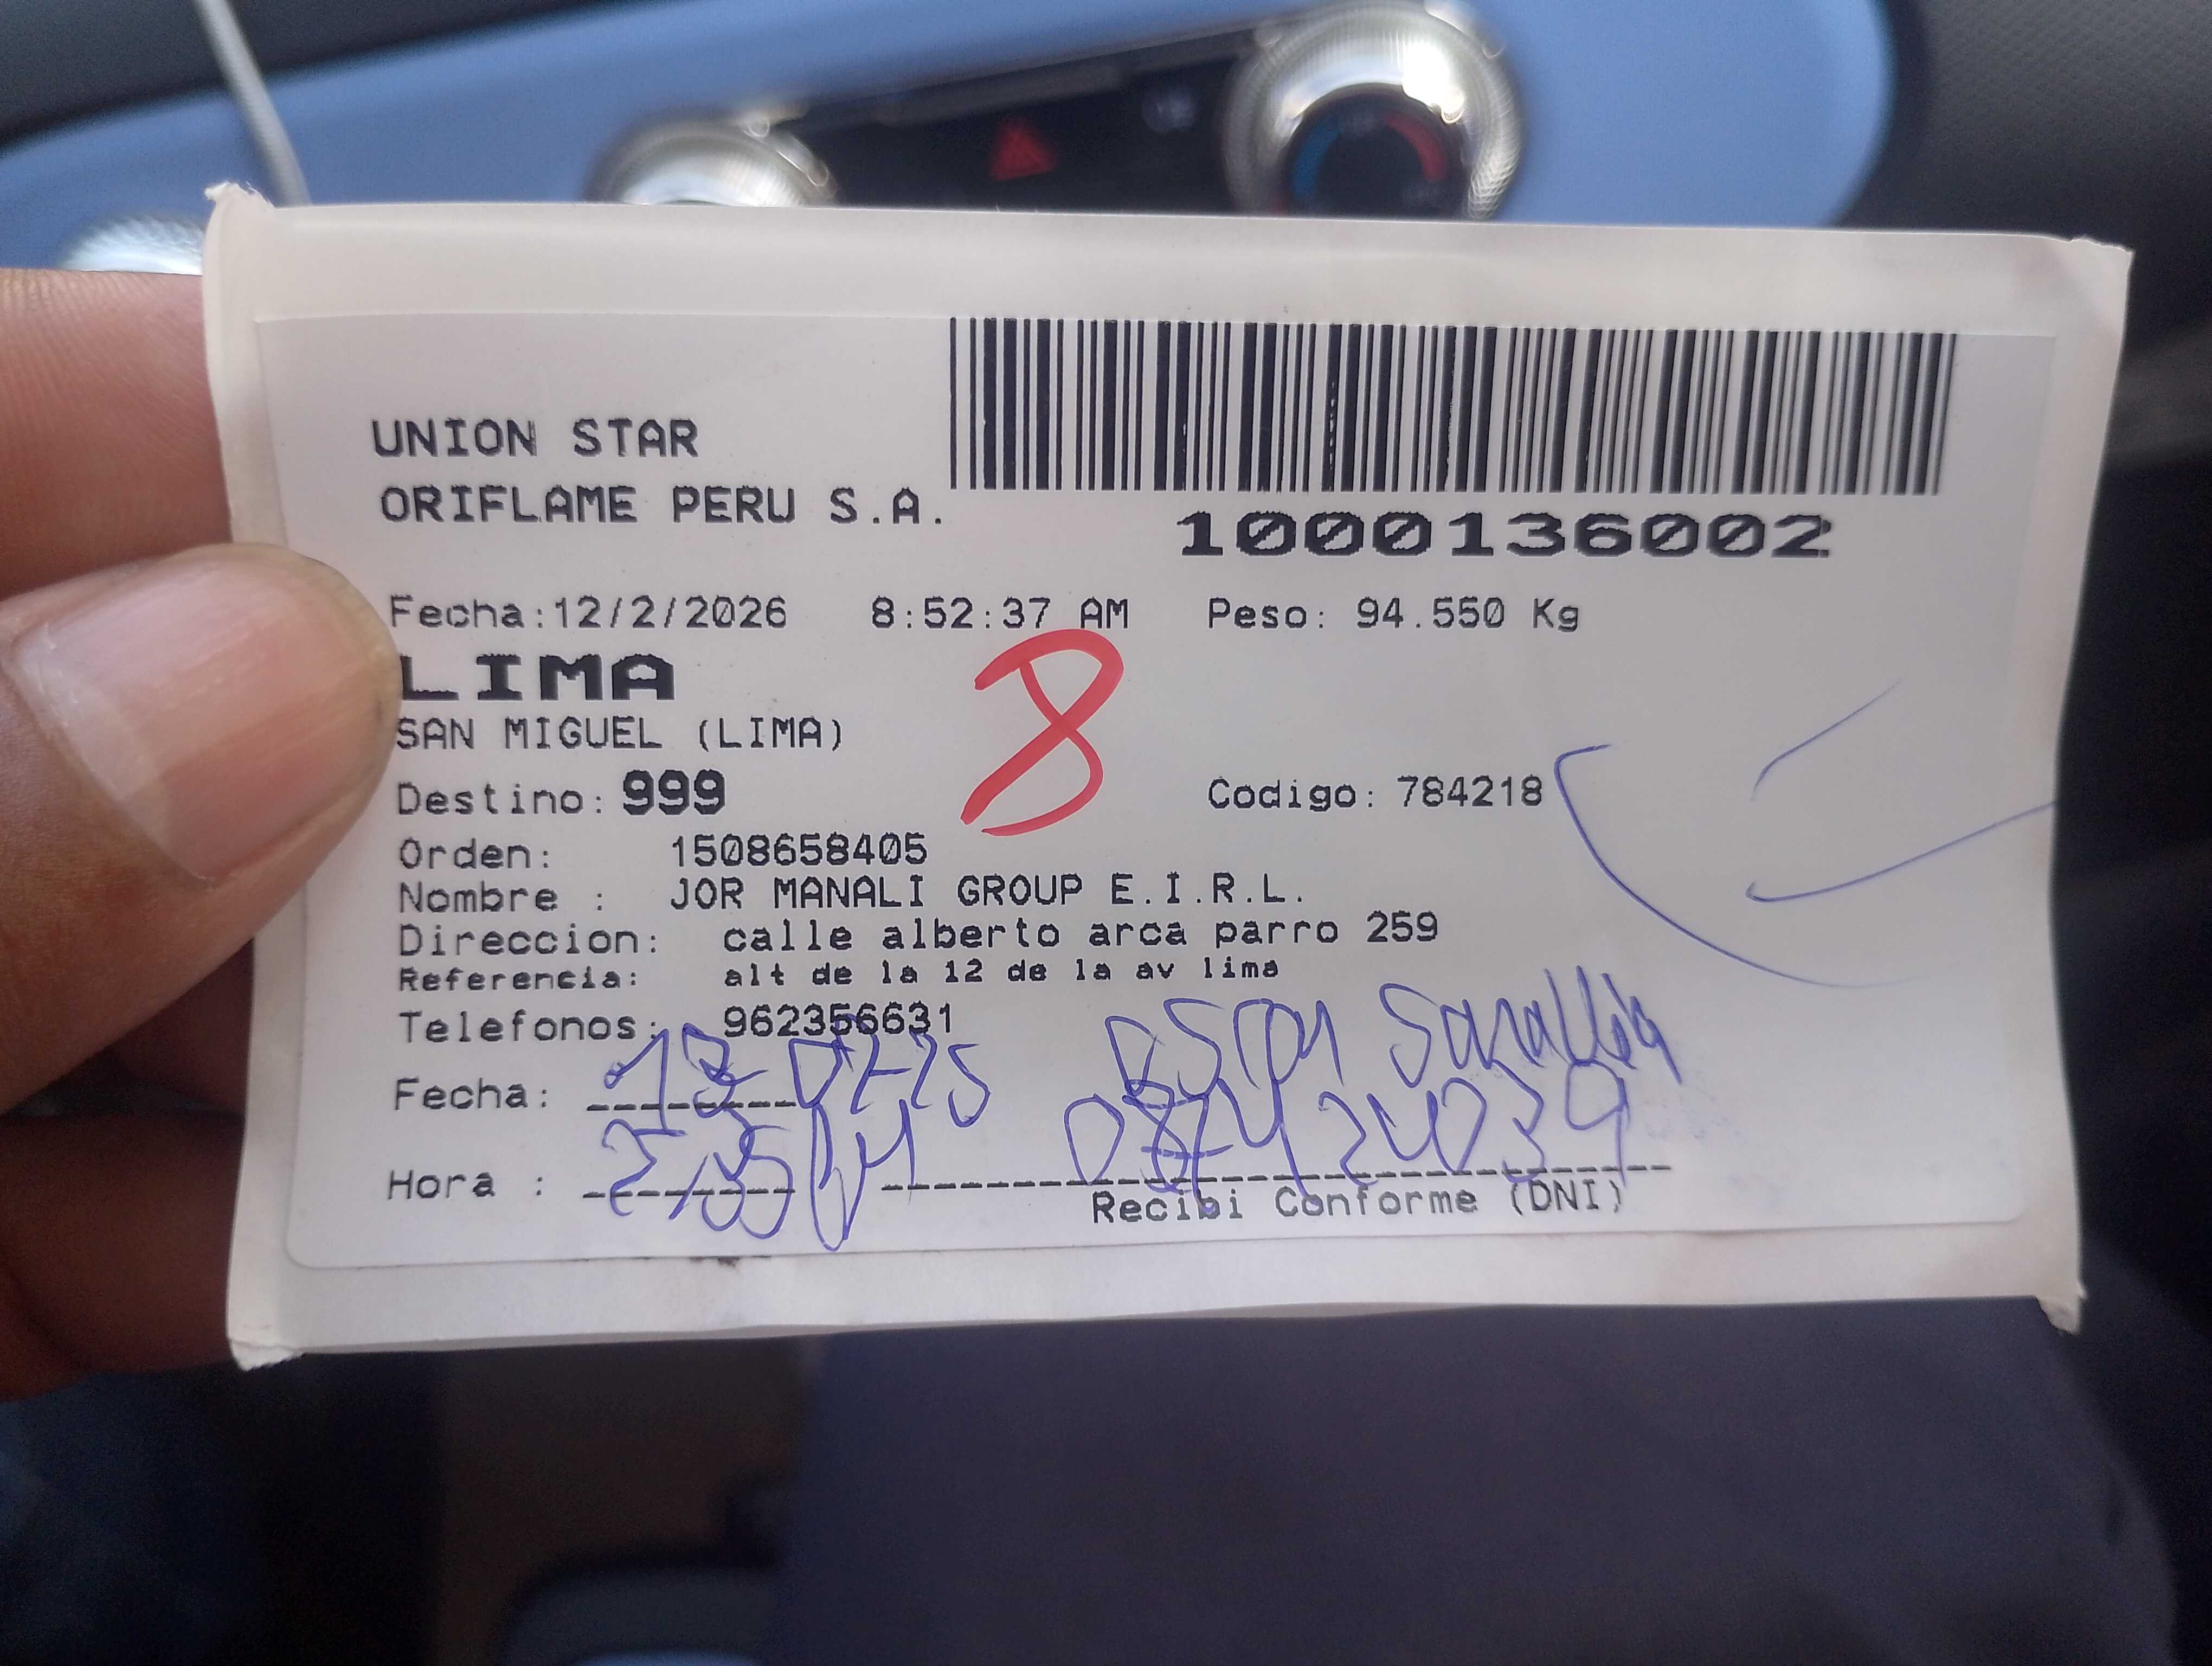 UNION STAR
ORIFLAME PERU S.A.
1000136002
Fecha:12/2/2026 8:52:37 AM Peso: 94.550 Kg
LIMA
8
SAN MIGUEL (LIMA)
Destino: 999 Codigo: 784218
Orden: 1508658405
Nombre : JOR MANALI GROUP E.I.R.L.
Direccion: calle alberto arca parro 259
Referencia: alt de la 12 de la av lima
Telefonos: 962356631
Fecha:
Hora :
Recibi Conforme (DNI)